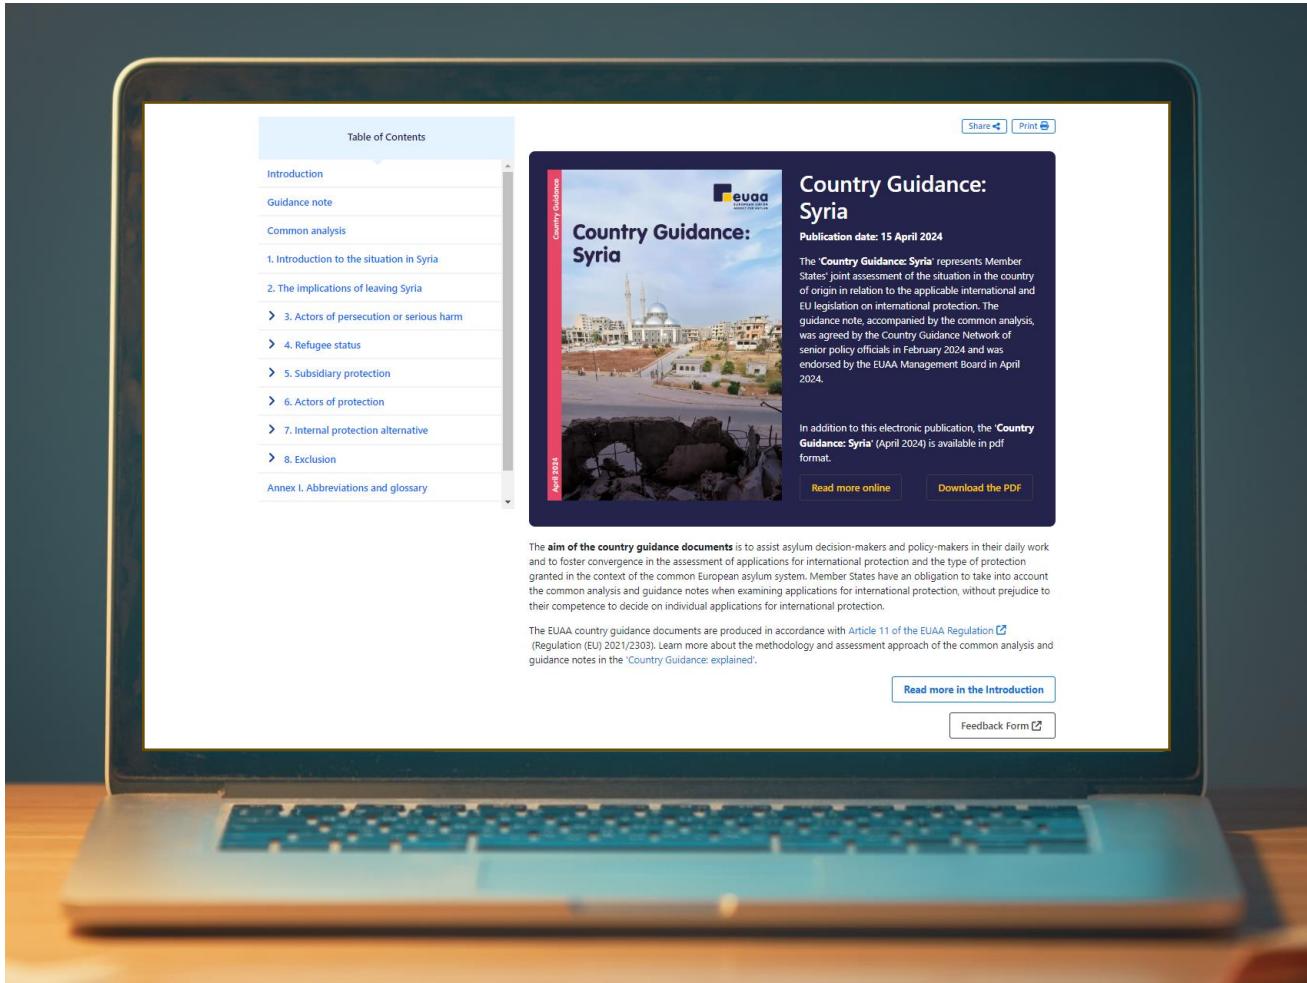 Table of Contents
Introduction
Guidance note
Common analysis
1. Introduction to the situation in Syria
2. The implications of leaving Syria
3. Actors of persecution or serious harm
4. Refugee status
5. Subsidiary protection
6. Actors of protection
7. Internal protection alternative
8. Exclusion
Annex I. Abbreviations and glossary
Share
Print
Country Guidance
euaa
EUROPEAN UNION
AGENCY FOR ASYLUM
Country Guidance:
Syria
April 2024
Country Guidance:
Syria
Publication date: 15 April 2024
The 'Country Guidance: Syria' represents Member
States' joint assessment of the situation in the country
of origin in relation to the applicable international and
EU legislation on international protection. The
guidance note, accompanied by the common analysis,
was agreed by the Country Guidance Network of
senior policy officials in February 2024 and was
endorsed by the EUAA Management Board in April
2024.
In addition to this electronic publication, the 'Country
Guidance: Syria' (April 2024) is available in pdf
format.
Read more online
Download the PDF
The aim of the country guidance documents is to assist asylum decision-makers and policy-makers in their daily work
and to foster convergence in the assessment of applications for international protection and the type of protection
granted in the context of the common European asylum system. Member States have an obligation to take into account
the common analysis and guidance notes when examining applications for international protection, without prejudice to
their competence to decide on individual applications for international protection.
The EUAA country guidance documents are produced in accordance with Article 11 of the EUAA Regulation
(Regulation (EU) 2021/2303). Learn more about the methodology and assessment approach of the common analysis and
guidance notes in the 'Country Guidance: explained'.
Read more in the Introduction
Feedback Form